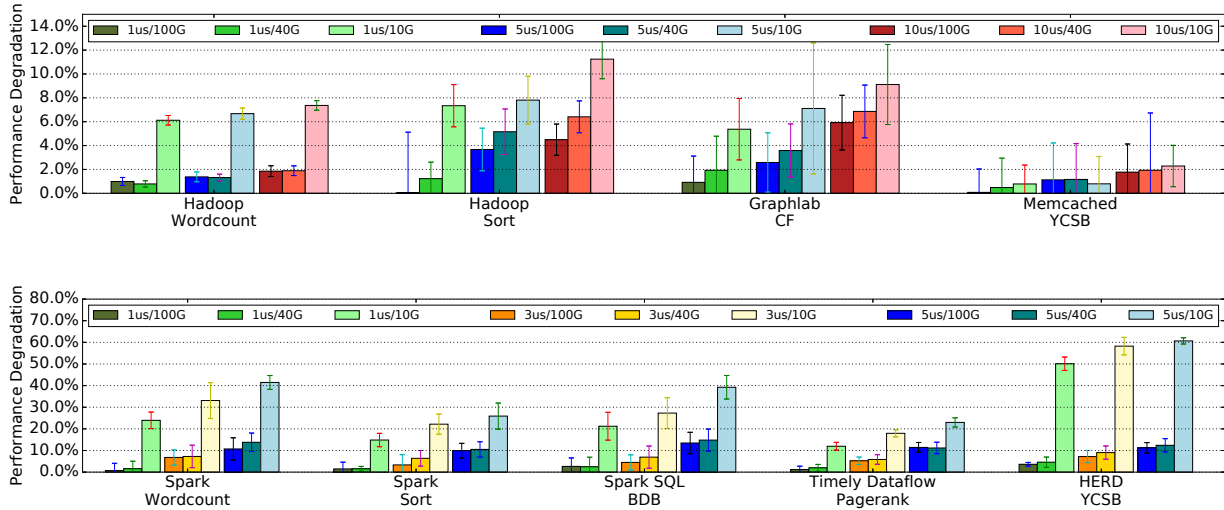 Performance Degradation
14.0%
12.0%
10.0%
8.0%
6.0%
4.0%
2.0%
0.0%
1us/100G 1us/40G 1us/10G 5us/100G 5us/40G 5us/10G 10us/100G 10us/40G 10us/10G
Hadoop Wordcount
Hadoop Sort
Graphlab CF
Memcached YCSB
Performance Degradation
80.0%
70.0%
60.0%
50.0%
40.0%
30.0%
20.0%
10.0%
0.0%
1us/100G 1us/40G 1us/10G 3us/100G 3us/40G 3us/10G 5us/100G 5us/40G 5us/10G
Spark Wordcount
Spark Sort
Spark SQL BDB
Timely Dataflow Pagerank
HERD YCSB